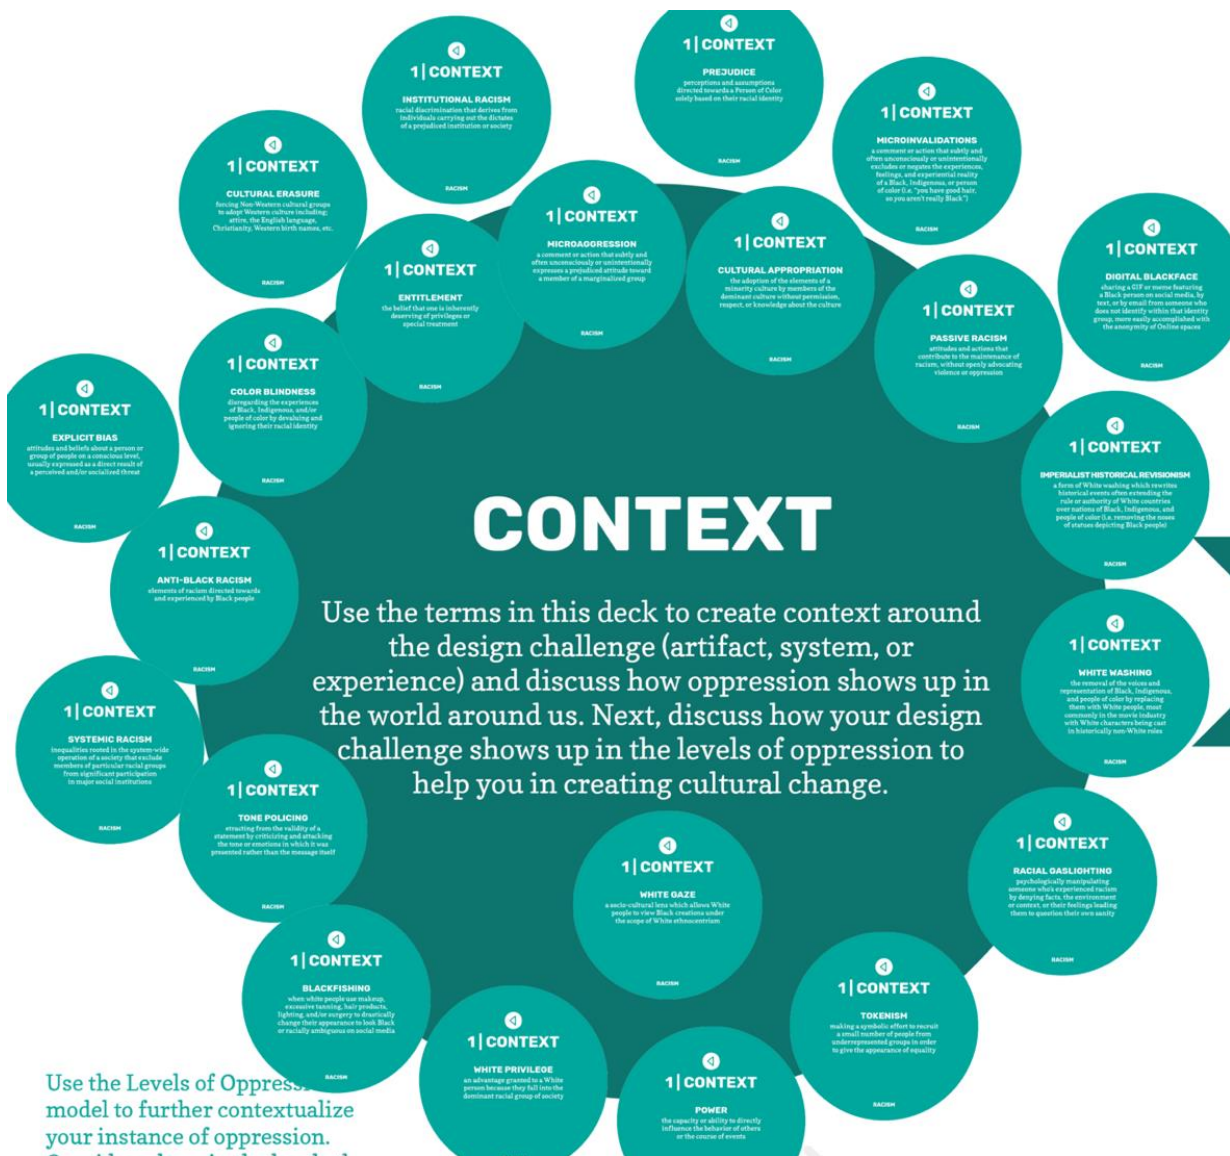 1|CONTEXT
PREJUDICE
perceptions and assumptions
directed towards a Person of Color
solely based on their racial identity
RACISM
1|CONTEXT
INSTITUTIONAL RACISM
racial discrimination that derives from
individuals carrying out the dictates
of a prejudiced institution or society
RACISM
1|CONTEXT
MICROINVALIDATIONS
a comment or action that subtly and
often unconsciously or unintentionally
excludes or negates the experiences,
feelings, and experiential reality
of a Black, Indigenous, or person
of color (i.e. "you have good hair,
so you aren't really Black")
RACISM
1|CONTEXT
CULTURAL ERASURE
forcing Non-Western cultural groups
to adopt Western culture including;
attire, the English language,
Christianity, Western birth names, etc.
RACISM
1|CONTEXT
MICROAGGRESSION
a comment or action that subtly and
often unconsciously or unintentionally
expresses a prejudiced attitude toward
a member of a marginalized group
RACISM
1|CONTEXT
CULTURAL APPROPRIATION
the adoption of the elements of a
minority culture by members of the
dominant culture without permission,
respect, or knowledge about the culture
RACISM
1|CONTEXT
DIGITAL BLACKFACE
sharing a GIF or meme featuring
a Black person on social media, by
text, or by email from someone who
does not identify within that identity
group, more easily accomplished with
the anonymity of Online spaces
RACISM
1|CONTEXT
ENTITLEMENT
the belief that one is inherently
deserving of privileges or
special treatment
RACISM
1|CONTEXT
PASSIVE RACISM
attitudes and actions that
contribute to the maintenance of
racism, without openly advocating
violence or oppression
RACISM
1|CONTEXT
COLOR BLINDNESS
disregarding the experiences
of Black, Indigenous, and/or
people of color by devaluing and
ignoring their racial identity
RACISM
1|CONTEXT
EXPLICIT BIAS
attitudes and beliefs about a person or
group of people on a conscious level,
usually expressed as a direct result of
a perceived and/or socialized threat
RACISM
1|CONTEXT
IMPERIALIST HISTORICAL REVISIONISM
a form of White washing which rewrites
historical events often extending the
rule or authority of White countries
over nations of Black, Indigenous, and
people of color (i.e. removing the noses
of statues depicting Black people)
RACISM
CONTEXT
Use the terms in this deck to create context around
the design challenge (artifact, system, or
experience) and discuss how oppression shows up in
the world around us. Next, discuss how your design
challenge shows up in the levels of oppression to
help you in creating cultural change.
1|CONTEXT
ANTI-BLACK RACISM
elements of racism directed towards
and experienced by Black people
RACISM
1|CONTEXT
WHITE WASHING
the removal of the voices and
representation of Black, Indigenous,
and people of color by replacing
them with White people, most
commonly in the movie industry
with White characters being cast
in historically non-White roles
RACISM
1|CONTEXT
SYSTEMIC RACISM
inequalities rooted in the system-wide
operation of a society that exclude
members of particular racial groups
from significant participation
in major social institutions
RACISM
1|CONTEXT
TONE POLICING
etracting from the validity of a
statement by criticizing and attacking
the tone or emotions in which it was
presented rather than the message itself
RACISM
1|CONTEXT
WHITE GAZE
a socio-cultural lens which allows White
people to view Black creations under
the scope of White ethnocentrism
RACISM
1|CONTEXT
RACIAL GASLIGHTING
psychologically manipulating
someone who's experienced racism
by denying facts, the environment
or context, or their feelings leading
them to question their own sanity
RACISM
1|CONTEXT
BLACKFISHING
when white people use makeup,
excessive tanning, hair products,
lighting, and/or surgery to drastically
change their appearance to look Black
or racially ambiguous on social media
RACISM
1|CONTEXT
TOKENISM
making a symbolic effort to recruit
a small number of people from
underrepresented groups in order
to give the appearance of equality
RACISM
1|CONTEXT
WHITE PRIVILEGE
an advantage granted to a White
person because they fall into the
dominant racial group of society
1|CONTEXT
POWER
the capacity or ability to directly
influence the behavior of others
or the course of events
Use the Levels of Oppres
model to further contextualize
your instance of oppression.